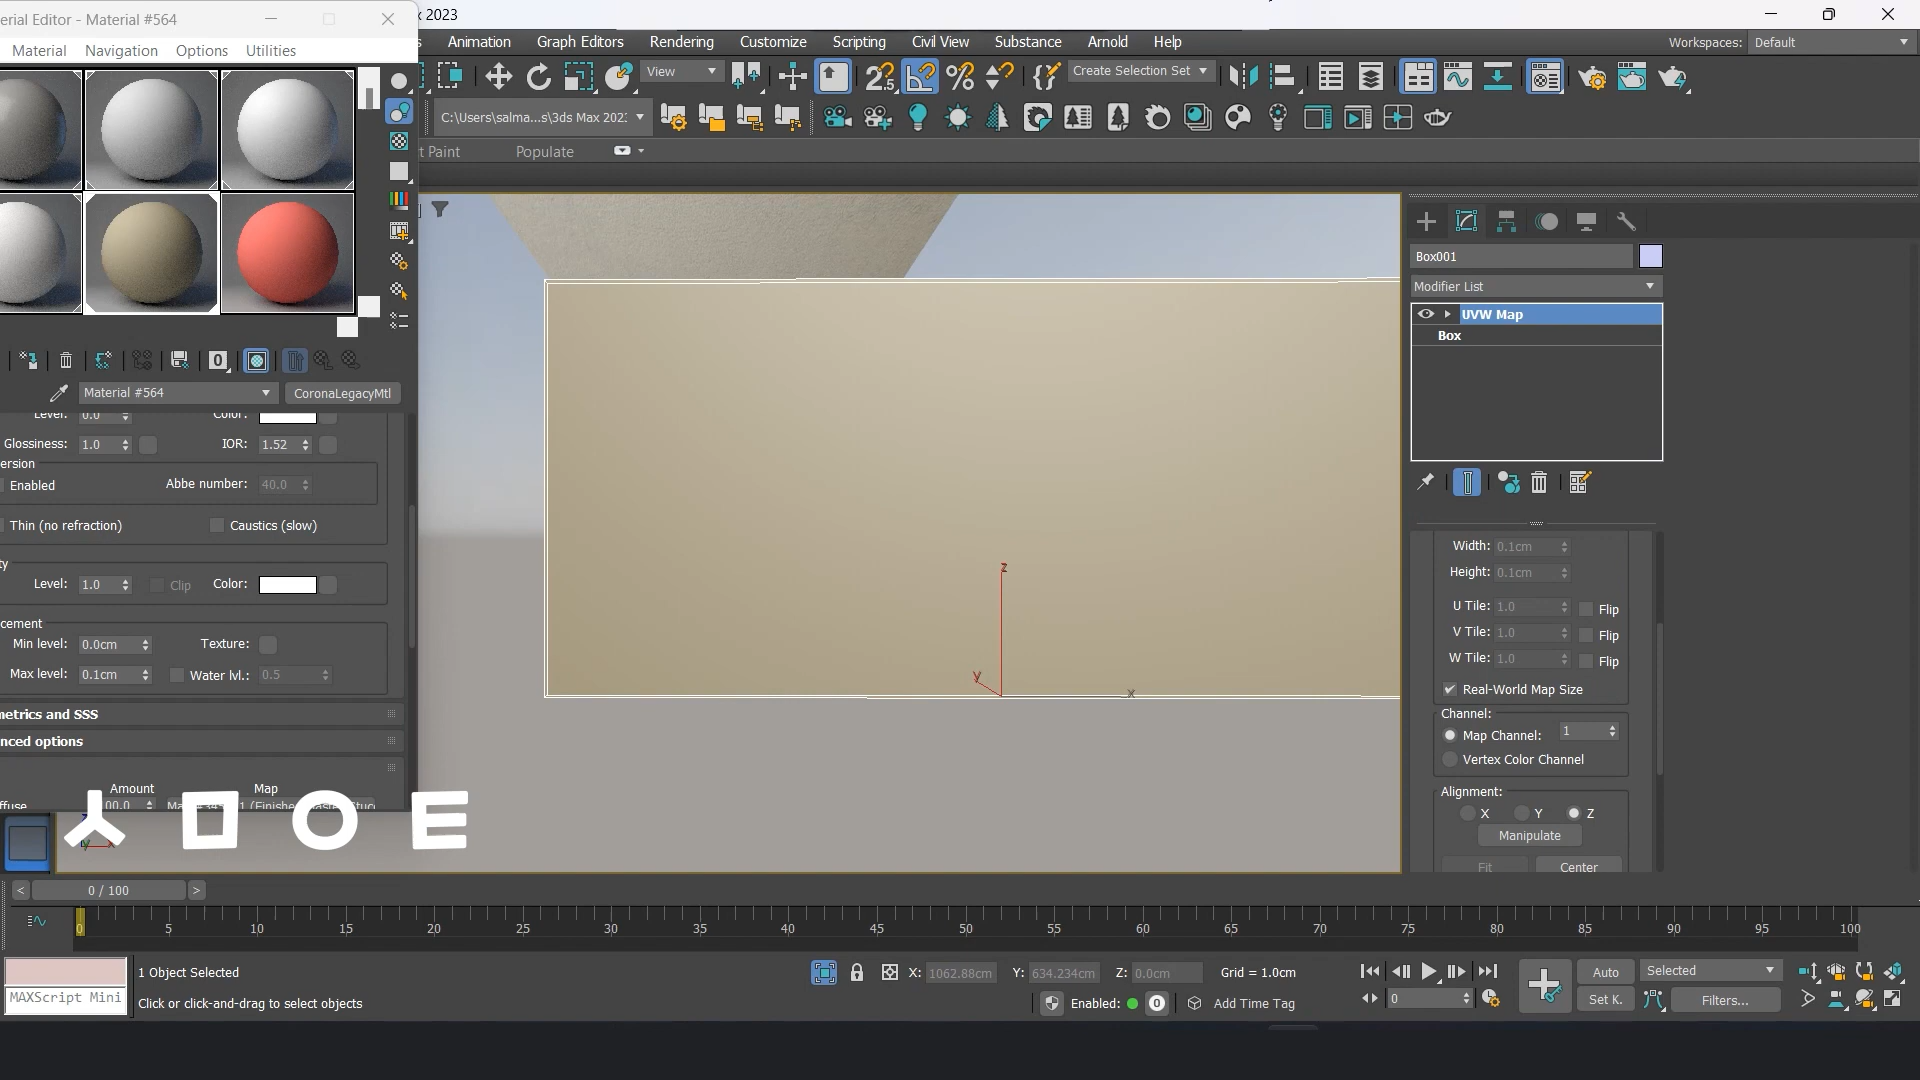 erial Editor - Material #564
x 2023
Material Navigation Options Utilities
Animation Graph Editors Rendering Customize Scripting Civil View Substance Arnold Help
Workspaces: Default
View
Create Selection Set
C:\Users\salma...s\3ds Max 202
t Paint Populate
Box001
Modifier List
UVW Map
Box
Material #564 CoronaLegacyMtl
Level: 0.0 Color:
Glossiness: 1.0 IOR: 1.52
ersion
Enabled Abbe number: 40.0
Thin (no refraction) Caustics (slow)
ty
Level: 1.0 Clip Color:
cement
Min level: 0.0cm Texture:
Max level: 0.1cm Water lvl.: 0.5
netrics and SSS
nced options
Amount Map
ffuse
Width: 0.1cm
Height: 0.1cm
U Tile: 1.0 Flip
V Tile: 1.0 Flip
W Tile: 1.0 Flip
Real-World Map Size
Channel:
Map Channel: 1
Vertex Color Channel
Alignment:
X Y Z
Manipulate
Fit Center
z
y
x
ㅅㅁㅇㅌ
< 0 / 100 >
0 5 10 15 20 25 30 35 40 45 50 55 60 65 70 75 80 85 90 95 100
1 Object Selected
X: 1062.88cm Y: 634.234cm Z: 0.0cm Grid = 1.0cm
Auto Selected
MAXScript Mini
Click or click-and-drag to select objects
Enabled: 0 Add Time Tag
0
Set K. Filters...